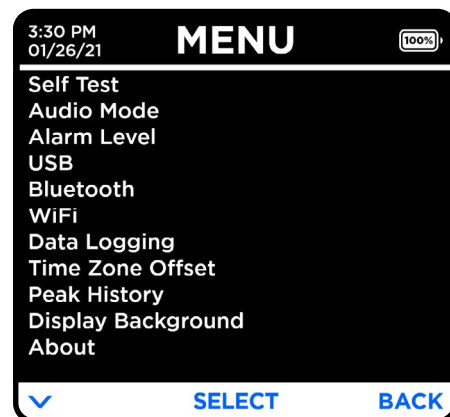 3:30 PM
01/26/21
MENU
100%
Self Test
Audio Mode
Alarm Level
USB
Bluetooth
WiFi
Data Logging
Time Zone Offset
Peak History
Display Background
About
SELECT
BACK